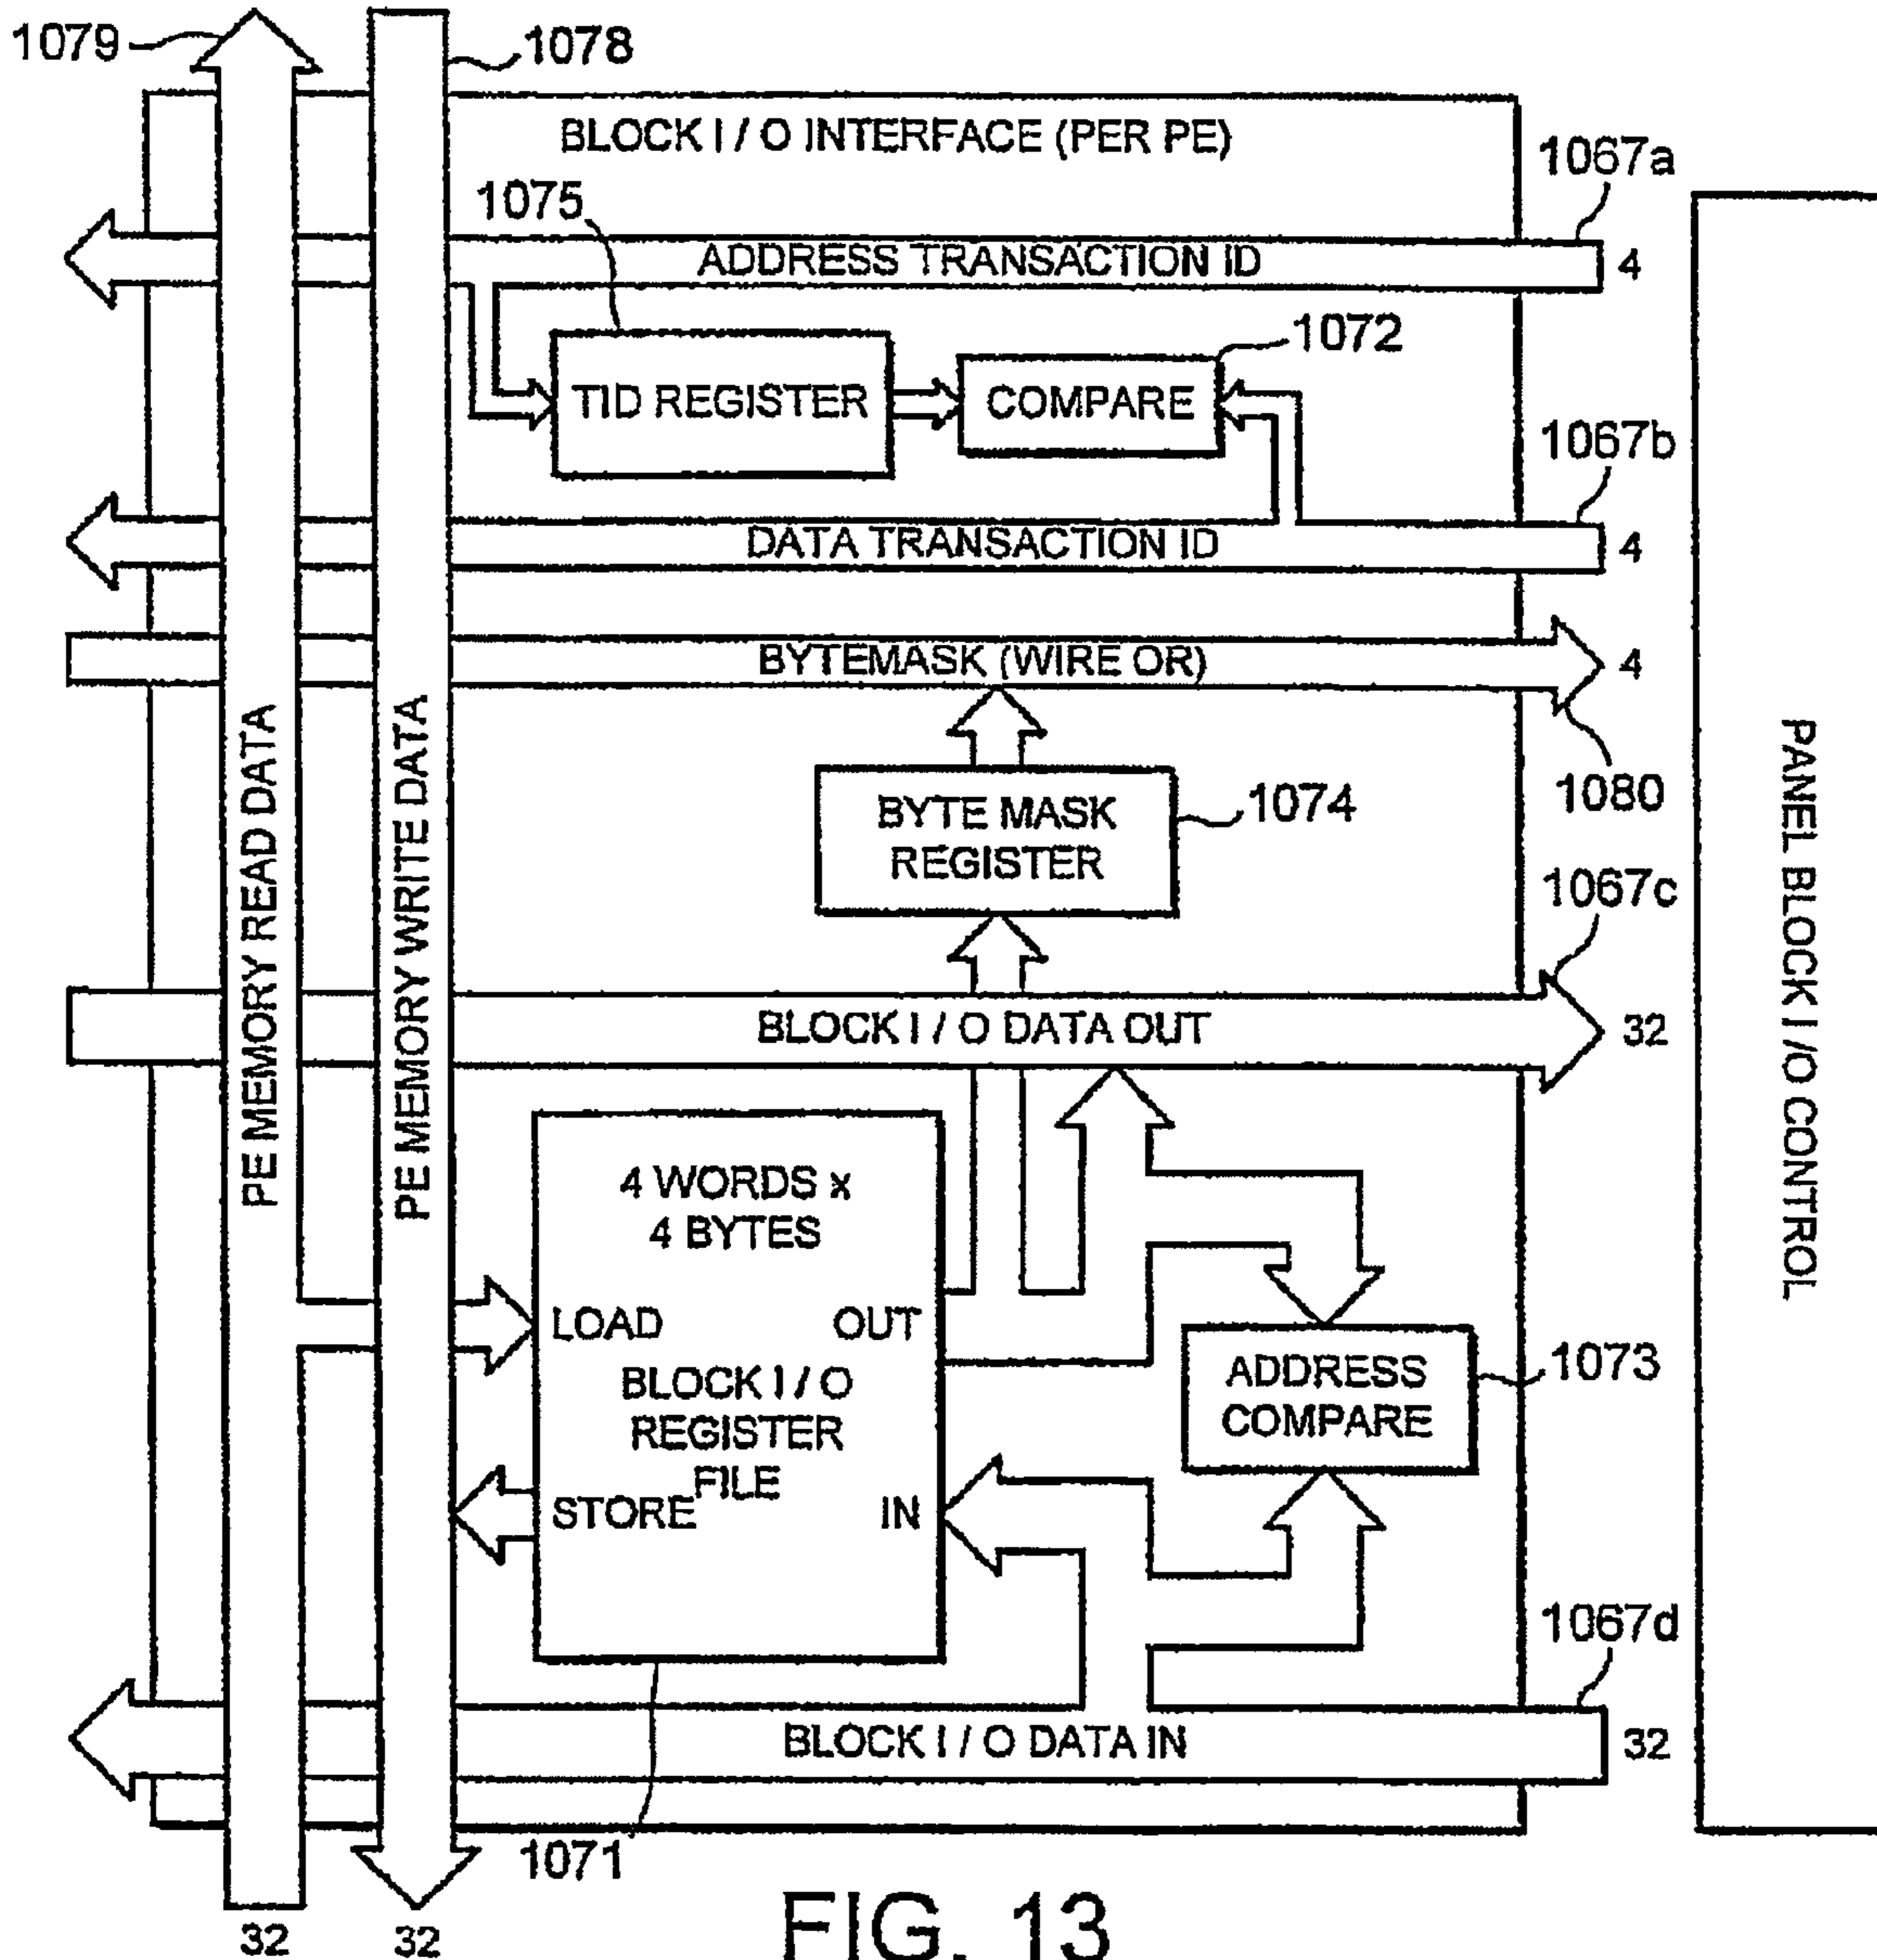 1079
1078
BLOCK I / O INTERFACE (PER PE)
1067a
1075
ADDRESS TRANSACTION ID
4
1072
TID REGISTER
COMPARE
1067b
DATA TRANSACTION ID
4
BYTEMASK (WIRE OR)
4
1080
BYTE MASK
REGISTER
1074
1067c
PE MEMORY READ DATA
PE MEMORY WRITE DATA
PANEL BLOCK I /O CONTROL
BLOCK I / O DATA OUT
32
4 WORDS x
4 BYTES
LOAD
OUT
BLOCK I / O
REGISTER
FILE
STORE
IN
ADDRESS
COMPARE
1073
1067d
BLOCK I / O DATA IN
32
1071
32
32
FIG. 13